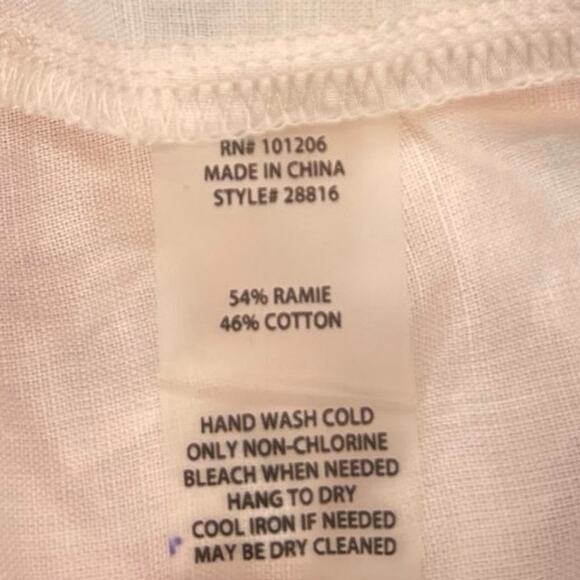 RN# 101206
MADE IN CHINA
STYLE# 28816
54% RAMIE
46% COTTON
HAND WASH COLD
ONLY NON-CHLORINE
BLEACH WHEN NEEDED
HANG TO DRY
COOL IRON IF NEEDED
MAY BE DRY CLEANED